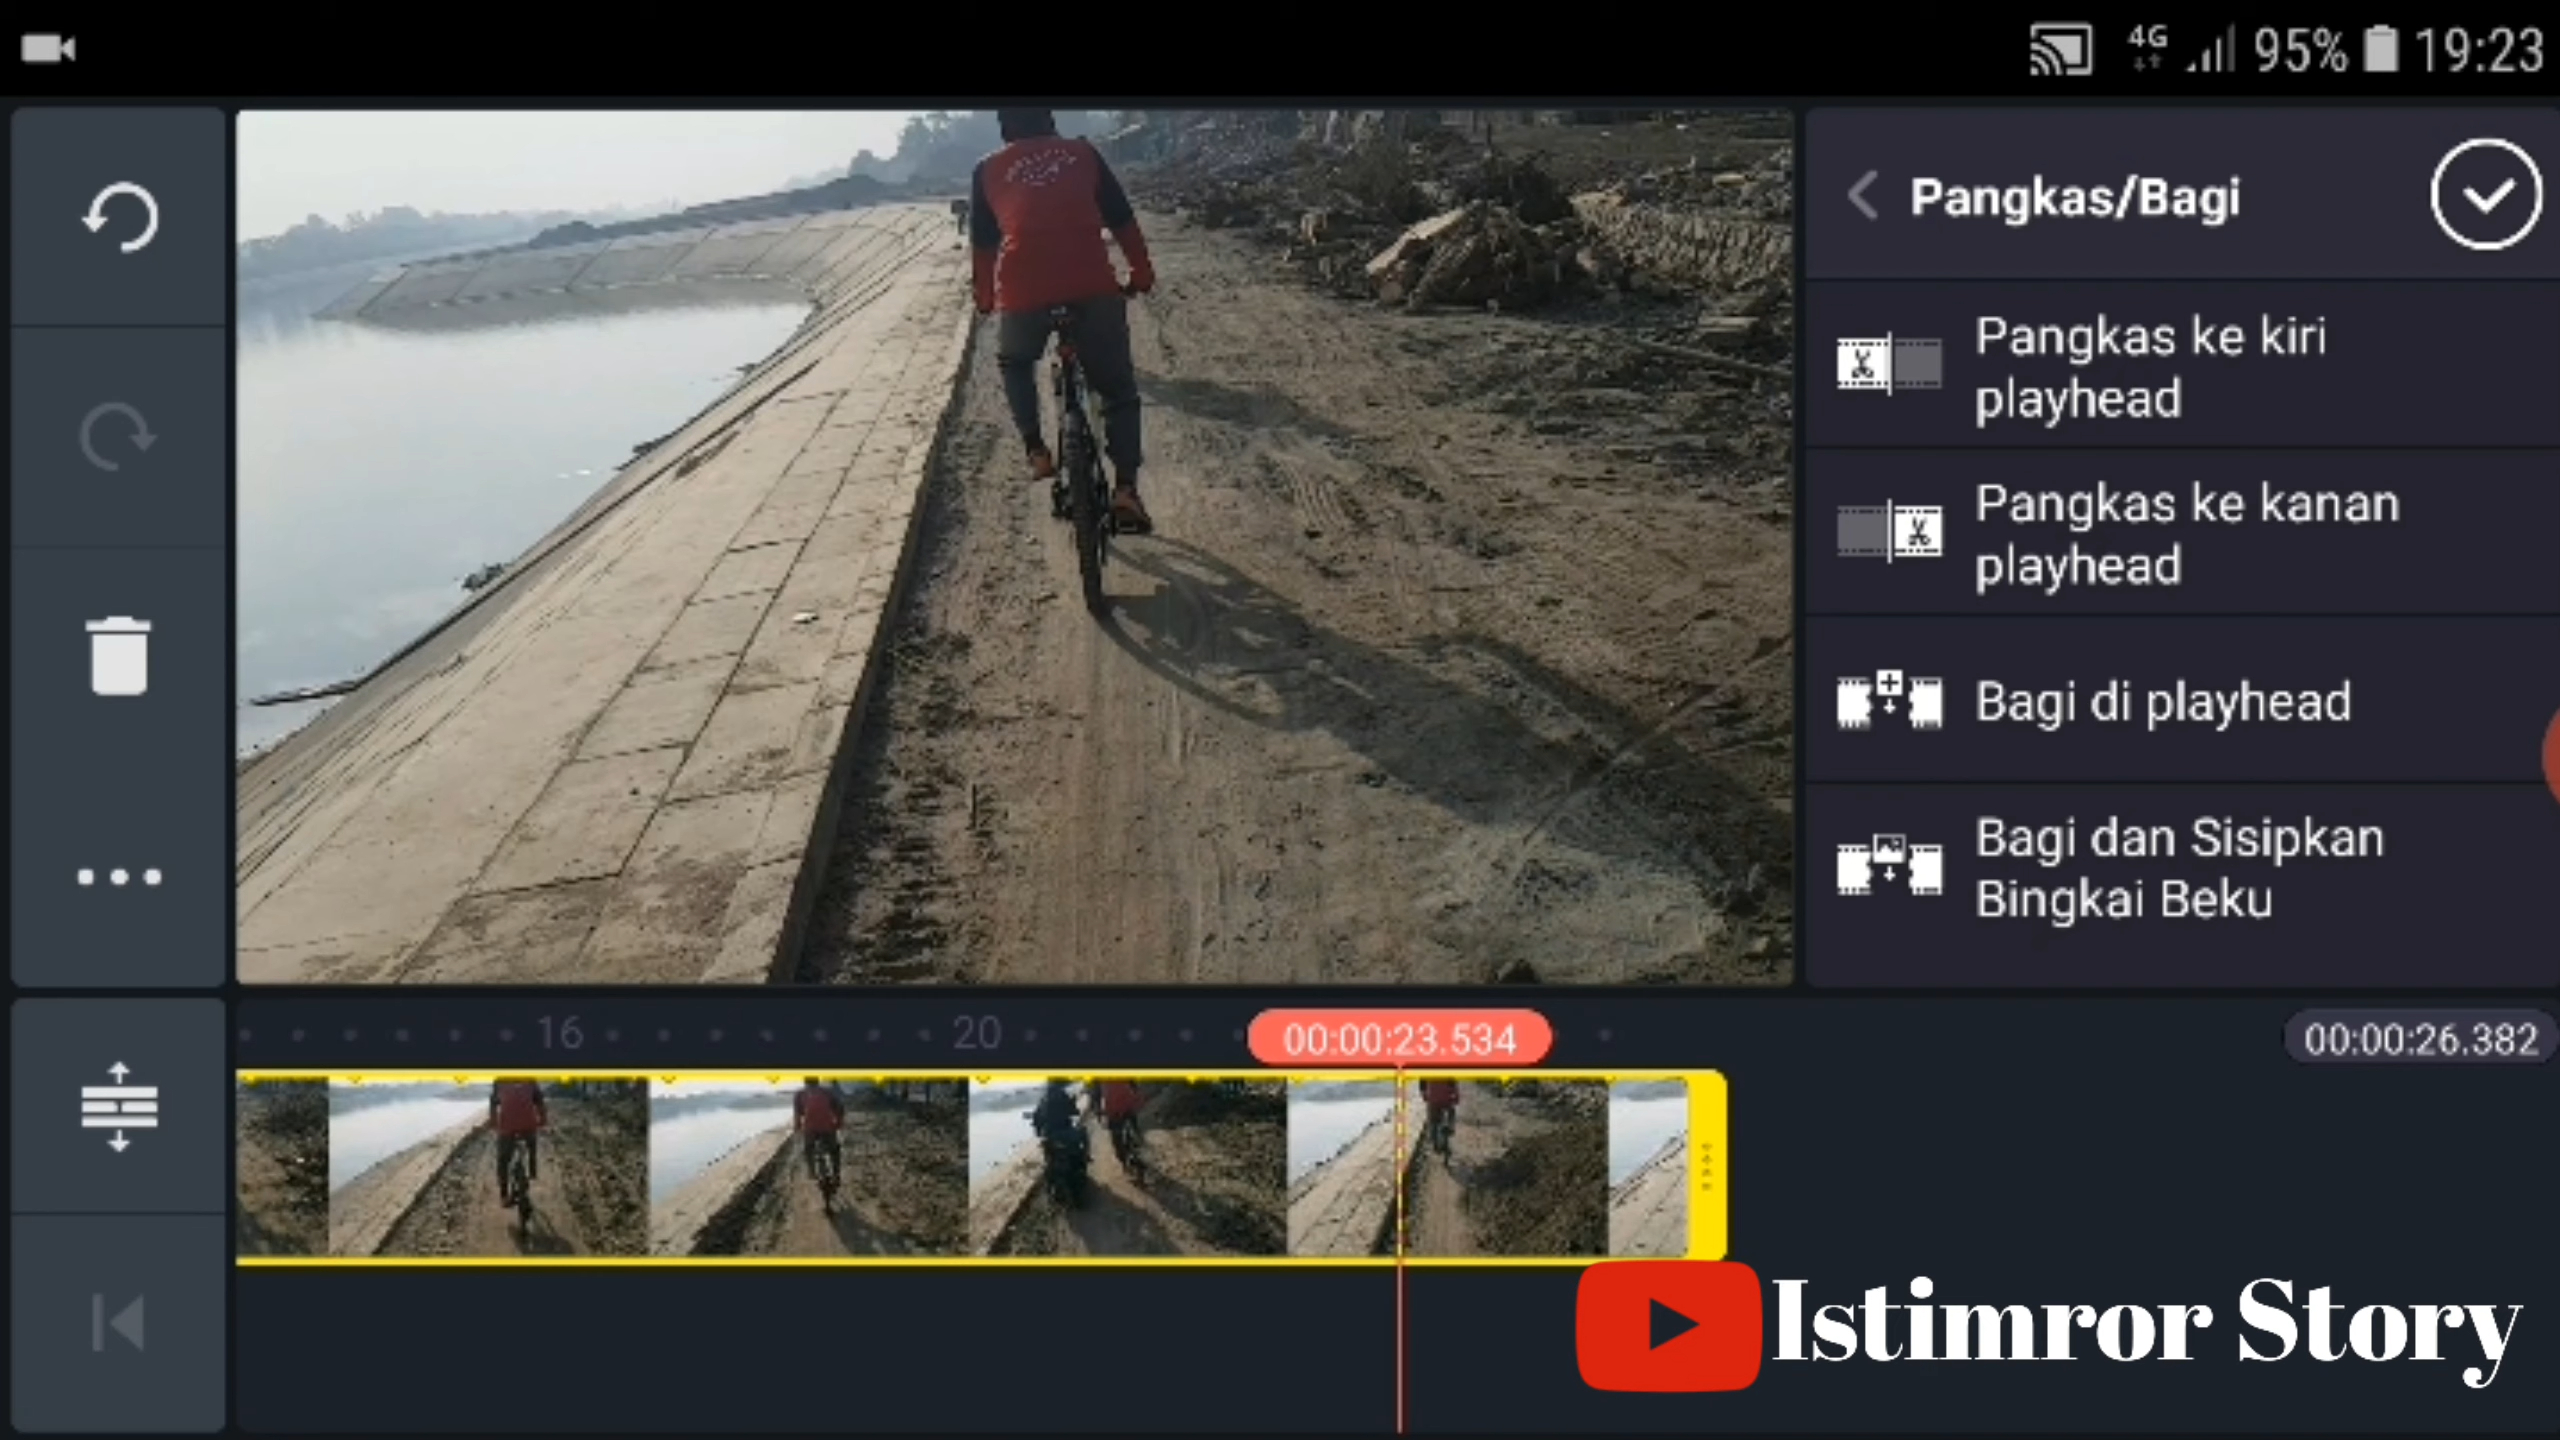 4G 95% 19:23
Pangkas/Bagi
Pangkas ke kiri
playhead
Pangkas ke kanan
playhead
Bagi di playhead
Bagi dan Sisipkan
Bingkai Beku
16 20 00:00:23.534 00:00:26.382
Istimror Story